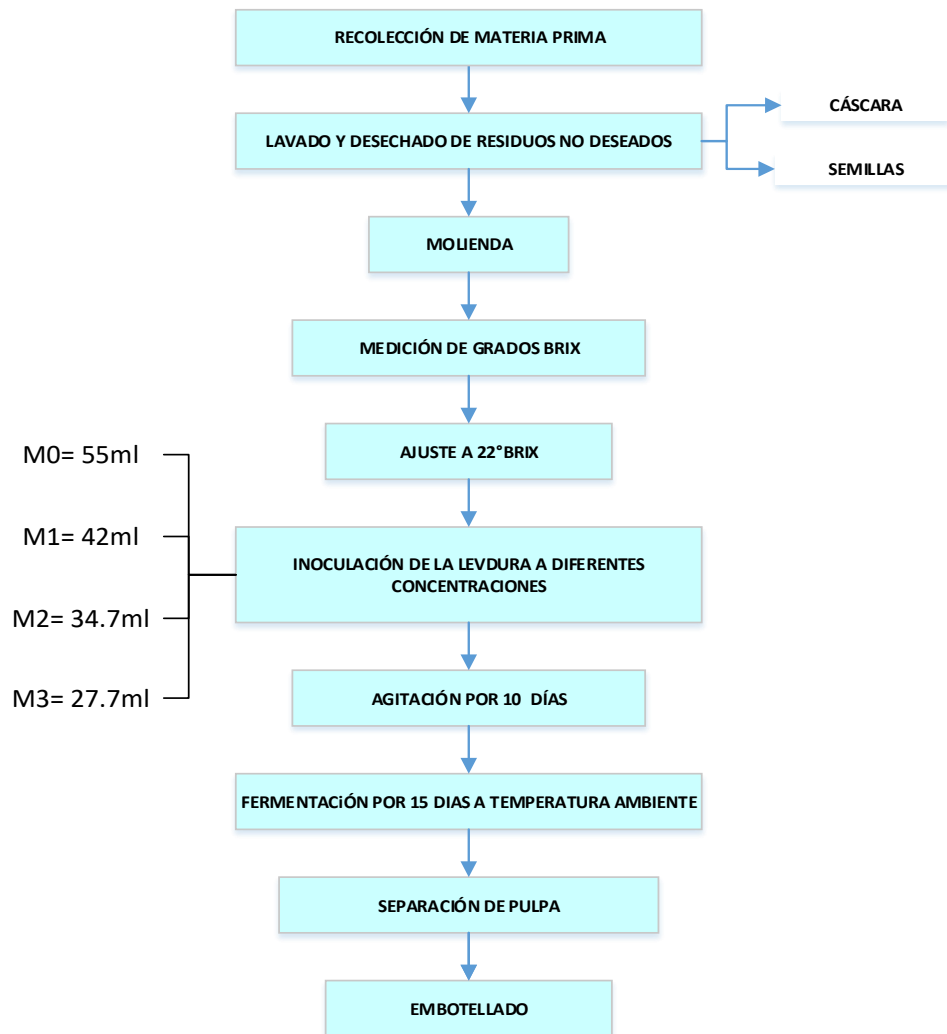 RECOLECCIÓN DE MATERIA PRIMA
LAVADO Y DESECHADO DE RESIDUOS NO DESEADOS
CÁSCARA
SEMILLAS
MOLIENDA
MEDICIÓN DE GRADOS BRIX
AJUSTE A 22°BRIX
M0= 55ml
M1= 42ml
M2= 34.7ml
M3= 27.7ml
INOCULACIÓN DE LA LEVDURA A DIFERENTES
CONCENTRACIONES
AGITACIÓN POR 10 DÍAS
FERMENTACiÓN POR 15 DIAS A TEMPERATURA AMBIENTE
SEPARACIÓN DE PULPA
EMBOTELLADO